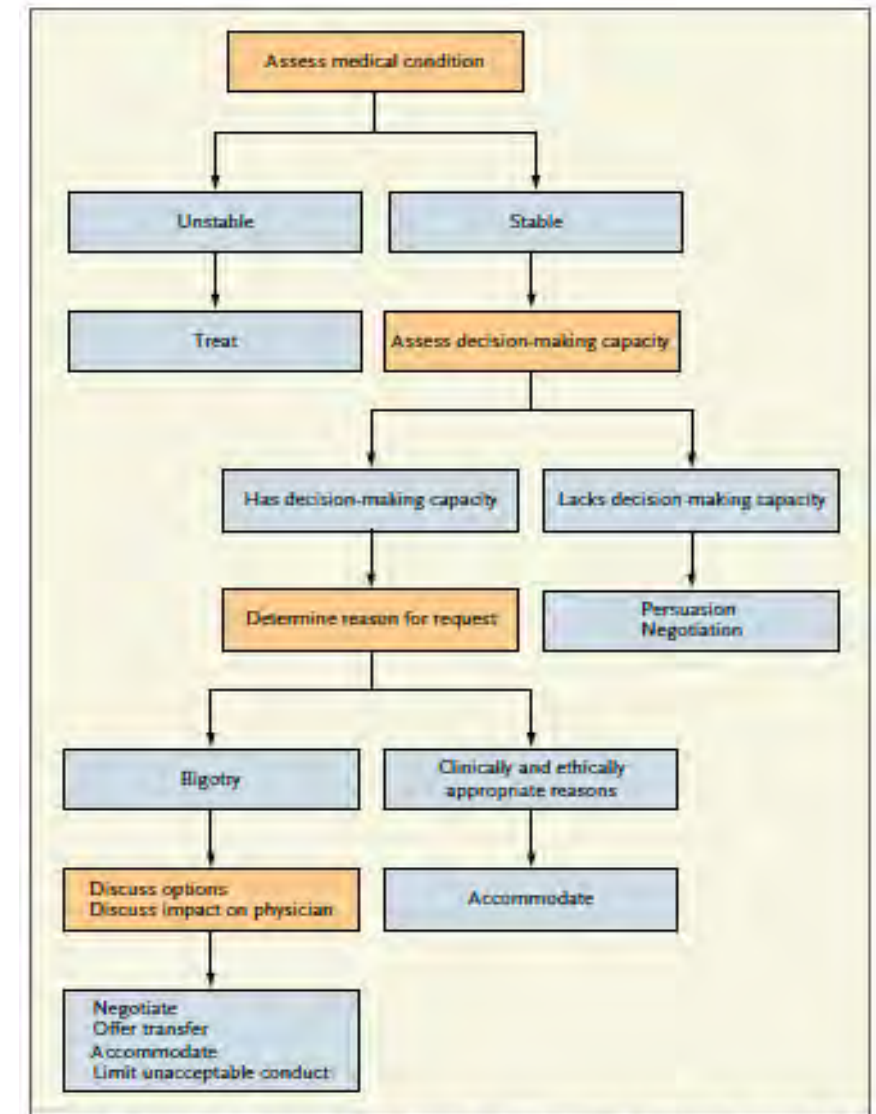 Assess medical condition
Unstable
Stable
Treat
Assess decision-making capacity
Has decision-making capacity
Lacks decision-making capacity
Determine reason for request
Persuasion
Negotiation
Bigotry
Clinically and ethically
appropriate reasons
Discuss options
Discuss impact on physician
Accommodate
Negotiate
Offer transfer
Accommodate
Limit unacceptable conduct